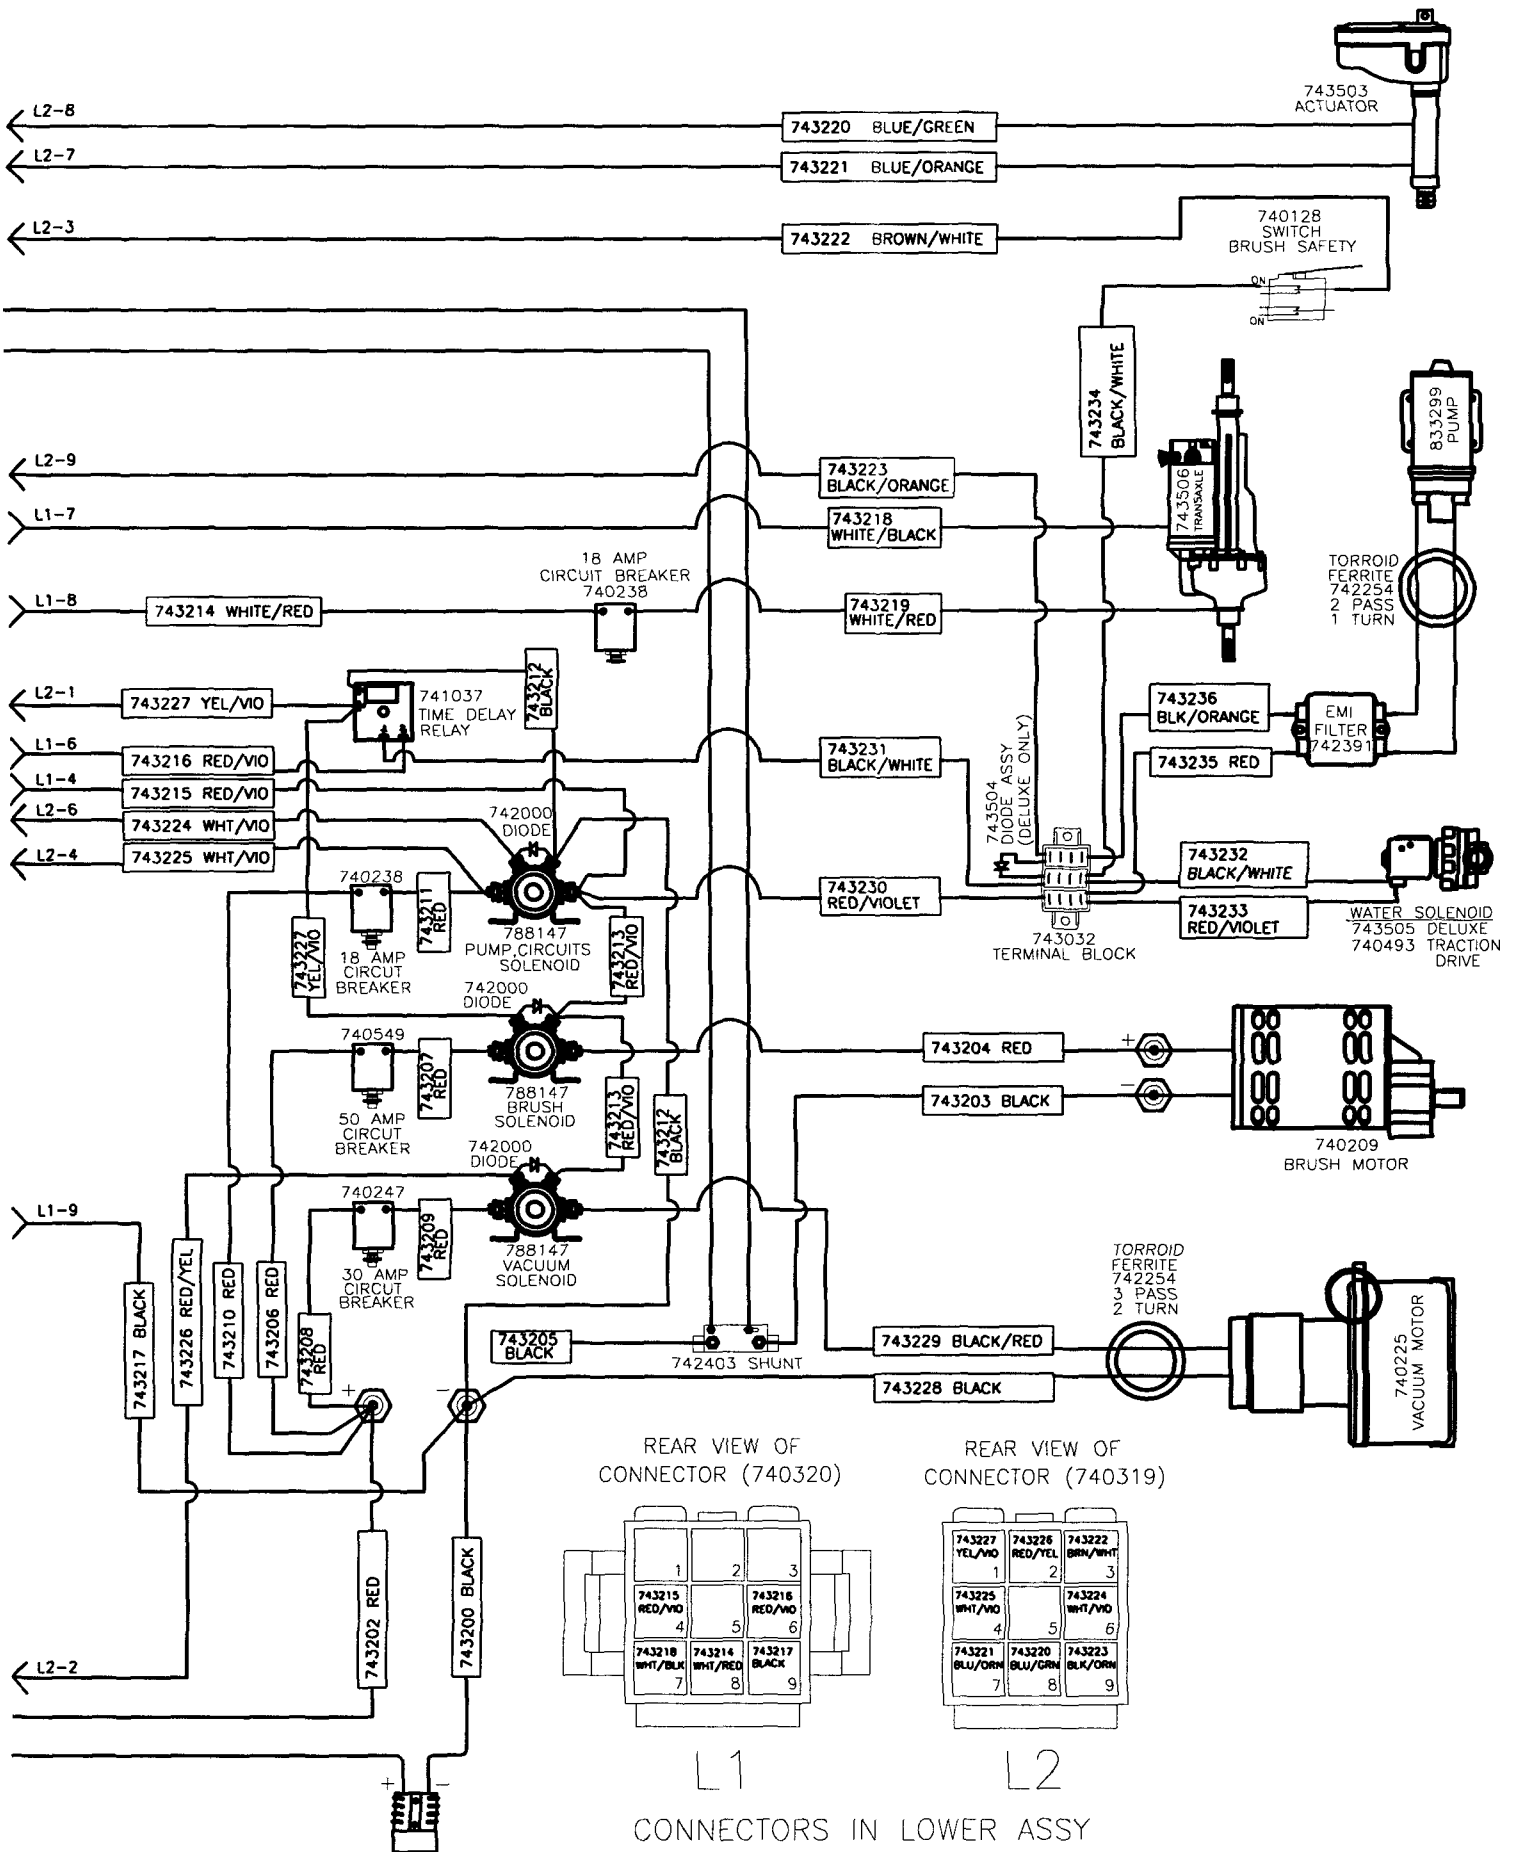 L2-8
743220 BLUE/GREEN
743503
ACTUATOR
L2-7
743221 BLUE/ORANGE
L2-3
743222 BROWN/WHITE
740128
SWITCH
BRUSH SAFETY
ON
ON
743234
BLACK/WHITE
833299
PUMP
L2-9
743223
BLACK/ORANGE
743506
TRANSAXLE
L1-7
743218
WHITE/BLACK
18 AMP
CIRCUIT BREAKER
740238
TORROID
FERRITE
742254
2 PASS
1 TURN
L1-8
743214 WHITE/RED
743219
WHITE/RED
743212
BLACK
L2-1
743227 YEL/VIO
741037
TIME DELAY
RELAY
743236
BLK/ORANGE
EMI
FILTER
742391
L1-6
743216 RED/VIO
743231
BLACK/WHITE
743235 RED
L1-4
743215 RED/VIO
743504
DIODE ASSY
(DELUXE ONLY)
L2-6
743224 WHT/VIO
742000
DIODE
L2-4
743225 WHT/VIO
743232
BLACK/WHITE
740238
743211
RED
743230
RED/VIOLET
743233
RED/VIOLET
WATER SOLENOID
743505 DELUXE
740493 TRACTION
DRIVE
743227
YEL/VIO
18 AMP
CIRCUT
BREAKER
788147
PUMP,CIRCUITS
SOLENOID
743213
RED/VIO
743032
TERMINAL BLOCK
742000
DIODE
740549
743207
RED
743204 RED
+
50 AMP
CIRCUT
BREAKER
788147
BRUSH
SOLENOID
743213
RED/VIO
743212
BLACK
743203 BLACK
−
740209
BRUSH MOTOR
742000
DIODE
740247
L1-9
743209
RED
30 AMP
CIRCUT
BREAKER
788147
VACUUM
SOLENOID
TORROID
FERRITE
742254
3 PASS
2 TURN
743217 BLACK
743226 RED/YEL
743210 RED
743206 RED
743208
RED
743205
BLACK
742403 SHUNT
743229 BLACK/RED
743228 BLACK
740225
VACUUM MOTOR
+
−
743202 RED
743200 BLACK
L2-2
+
−
REAR VIEW OF
CONNECTOR (740320)
1
2
3
743215
RED/VIO
4
5
743216
RED/VIO
6
743218
WHT/BLK
7
743214
WHT/RED
8
743217
BLACK
9
L1
REAR VIEW OF
CONNECTOR (740319)
743227
YEL/VIO
1
743226
RED/YEL
2
743222
BRN/WHT
3
743225
WHT/VIO
4
5
743224
WHT/VIO
6
743221
BLU/ORN
7
743220
BLU/GRN
8
743223
BLK/ORN
9
L2
CONNECTORS IN LOWER ASSY